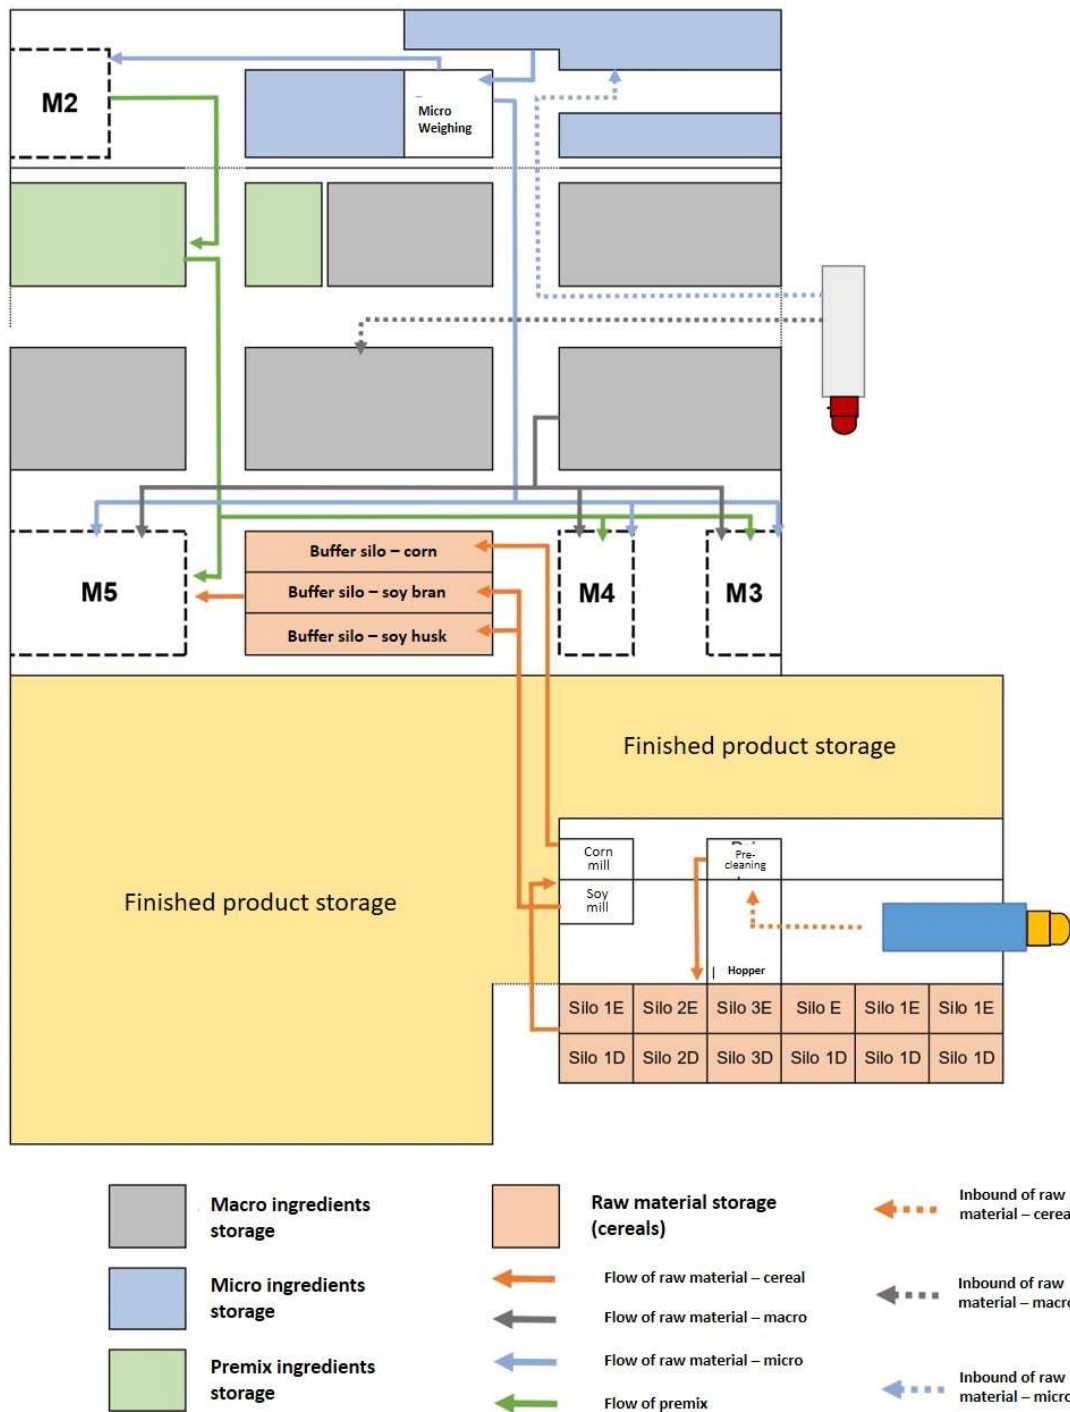 M2
Micro
Weighing
Buffer silo – corn
Buffer silo – soy bran
Buffer silo – soy husk
M5
M4
M3
Finished product storage
Finished product storage
Corn
mill
Pre-
cleaning
Soy
mill
Hopper
Silo 1E
Silo 2E
Silo 3E
Silo E
Silo 1E
Silo 1E
Silo 1D
Silo 2D
Silo 3D
Silo 1D
Silo 1D
Silo 1D
Macro ingredients
storage
Micro ingredients
storage
Premix ingredients
storage
Raw material storage
(cereals)
Flow of raw material – cereal
Flow of raw material – macro
Flow of raw material – micro
Flow of premix
Inbound of raw
material – cerea
Inbound of raw
material – macro
Inbound of raw
material – micro